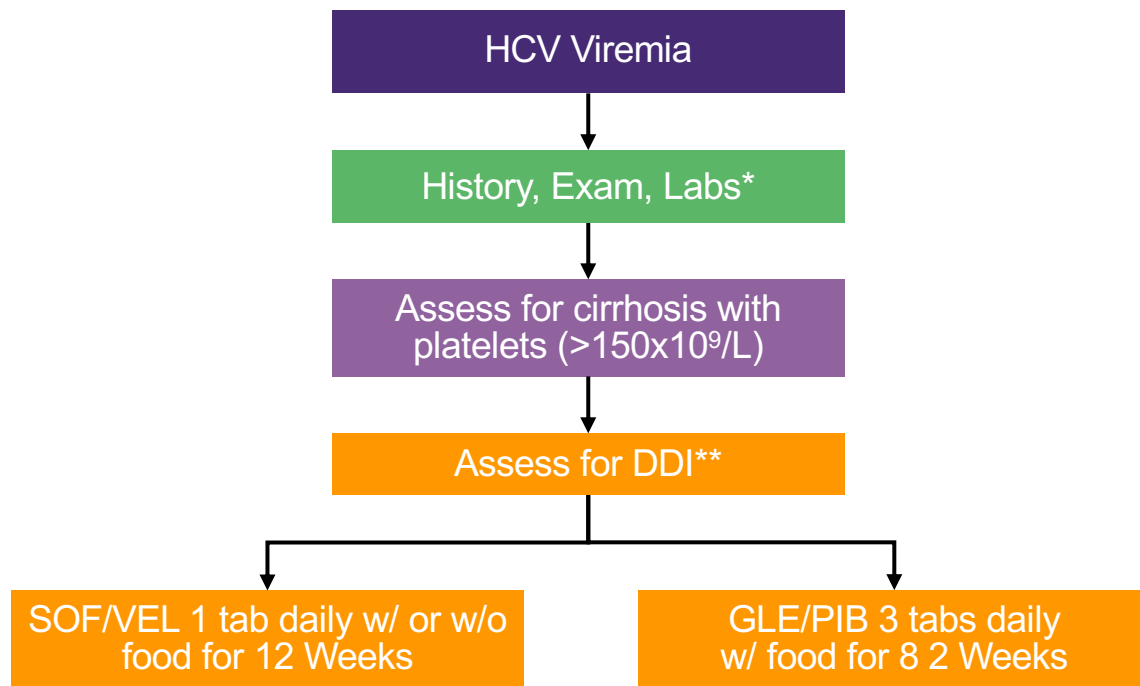 HCV Viremia
History, Exam, Labs*
Assess for cirrhosis with
platelets (>150x10⁹/L)
Assess for DDI**
SOF/VEL 1 tab daily w/ or w/o
food for 12 Weeks
GLE/PIB 3 tabs daily
w/ food for 8 2 Weeks